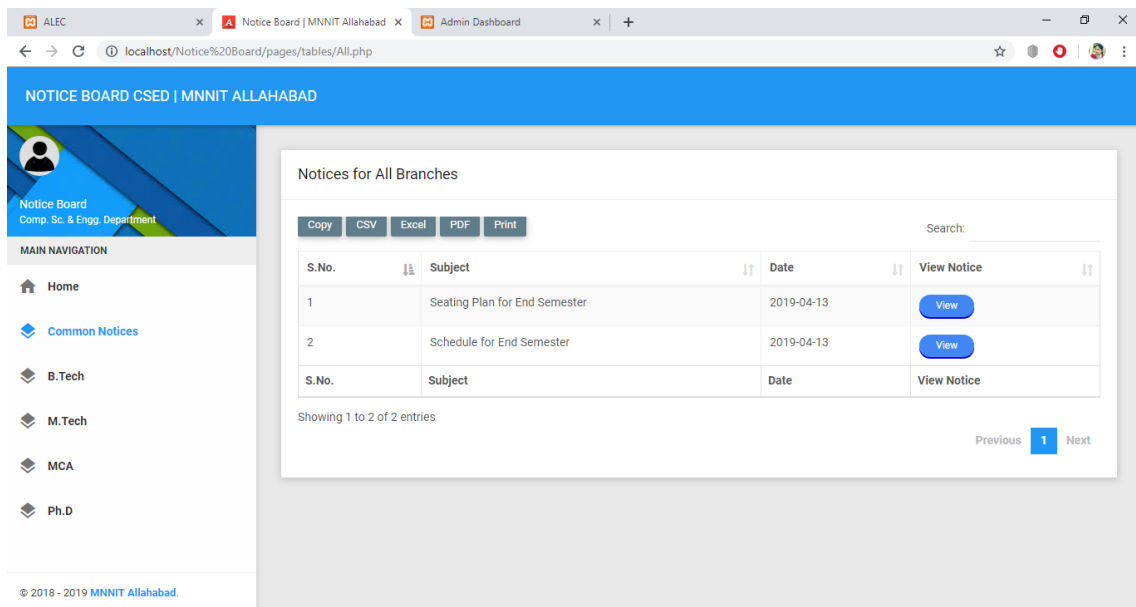 ALEC
Notice Board | MNNIT Allahabad
Admin Dashboard
localhost/Notice%20Board/pages/tables/All.php
NOTICE BOARD CSED | MNNIT ALLAHABAD
Notice Board
Comp. Sc. & Engg. Department
MAIN NAVIGATION
Home
Common Notices
B.Tech
M.Tech
MCA
Ph.D
© 2018 - 2019 MNNIT Allahabad.
Notices for All Branches
Copy CSV Excel PDF Print
Search:
S.No. Subject Date View Notice
1 Seating Plan for End Semester 2019-04-13 View
2 Schedule for End Semester 2019-04-13 View
S.No. Subject Date View Notice
Showing 1 to 2 of 2 entries
Previous 1 Next